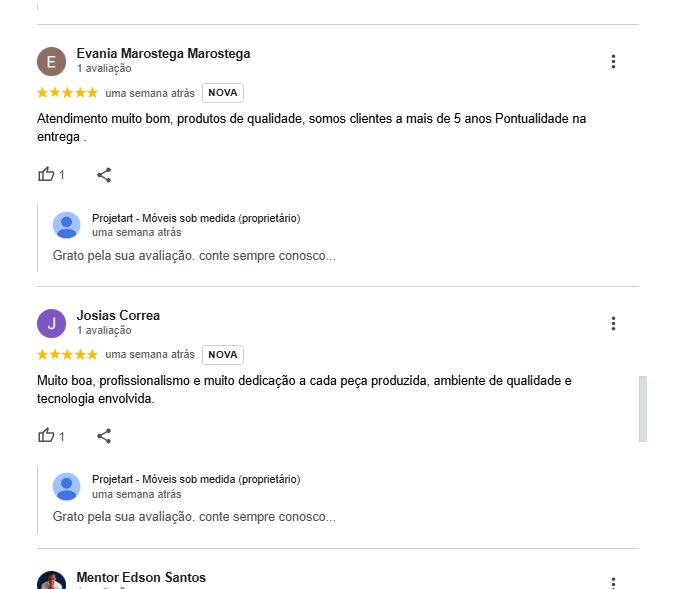 Evania Marostega Marostega
E
1 avaliação
uma semana atrás NOVA
Atendimento muito bom, produtos de qualidade, somos clientes a mais de 5 anos Pontualidade na
entrega .
1
Projetart - Móveis sob medida (proprietário)
uma semana atrás
Grato pela sua avaliação. conte sempre conosco...
Josias Correa
J
1 avaliação
uma semana atrás NOVA
Muito boa, profissionalismo e muito dedicação a cada peça produzida, ambiente de qualidade e
tecnologia envolvida.
1
Projetart - Móveis sob medida (proprietário)
uma semana atrás
Grato pela sua avaliação. conte sempre conosco...
Mentor Edson Santos